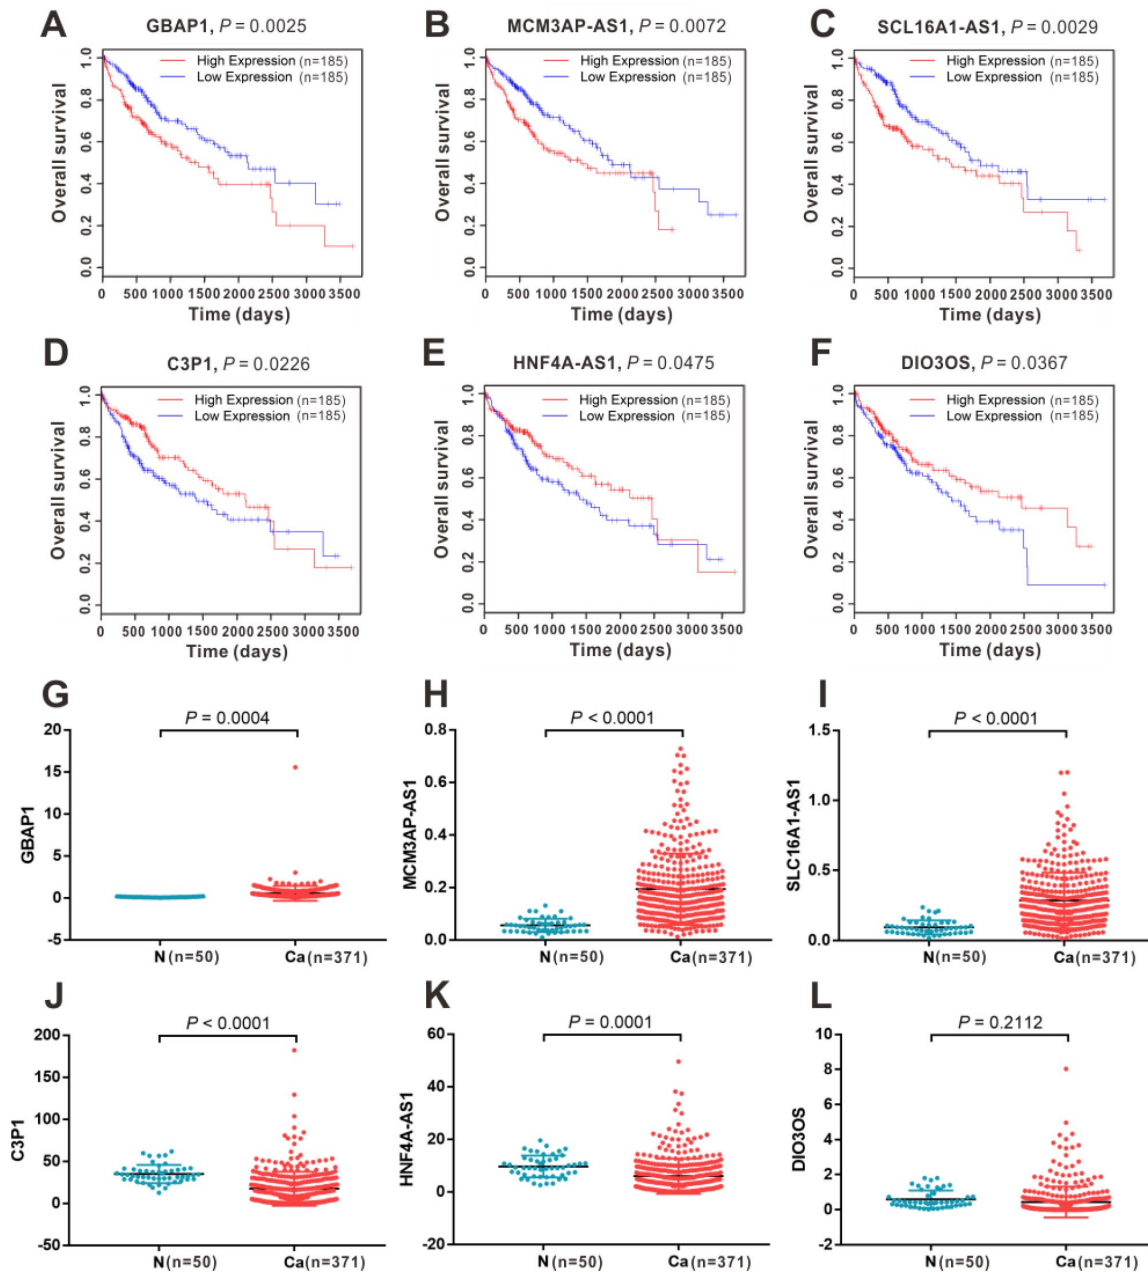 A GBAP1, P = 0.0025
High Expression (n=185)
Low Expression (n=185)
Overall survival
1.0
0.8
0.6
0.4
0.2
0.0
0 500 1000 1500 2000 2500 3000 3500
Time (days)
B MCM3AP-AS1, P = 0.0072
High Expression (n=185)
Low Expression (n=185)
Overall survival
1.0
0.8
0.6
0.4
0.2
0.0
0 500 1000 1500 2000 2500 3000 3500
Time (days)
C SCL16A1-AS1, P = 0.0029
High Expression (n=185)
Low Expression (n=185)
Overall survival
1.0
0.8
0.6
0.4
0.2
0.0
0 500 1000 1500 2000 2500 3000 3500
Time (days)
D C3P1, P = 0.0226
High Expression (n=185)
Low Expression (n=185)
Overall survival
1.0
0.8
0.6
0.4
0.2
0.0
0 500 1000 1500 2000 2500 3000 3500
Time (days)
E HNF4A-AS1, P = 0.0475
High Expression (n=185)
Low Expression (n=185)
Overall survival
1.0
0.8
0.6
0.4
0.2
0.0
0 500 1000 1500 2000 2500 3000 3500
Time (days)
F DIO3OS, P = 0.0367
High Expression (n=185)
Low Expression (n=185)
Overall survival
1.0
0.8
0.6
0.4
0.2
0.0
0 500 1000 1500 2000 2500 3000 3500
Time (days)
G
P = 0.0004
GBAP1
20
15
10
5
0
-5
N(n=50) Ca(n=371)
H
P < 0.0001
MCM3AP-AS1
0.8
0.6
0.4
0.2
0.0
N(n=50) Ca(n=371)
I
P < 0.0001
SLC16A1-AS1
1.5
1.0
0.5
0.0
N(n=50) Ca(n=371)
J
P < 0.0001
C3P1
200
150
100
50
0
-50
N(n=50) Ca(n=371)
K
P = 0.0001
HNF4A-AS1
60
40
20
0
-20
N(n=50) Ca(n=371)
L
P = 0.2112
DIO3OS
10
8
6
4
2
0
-2
N(n=50) Ca(n=371)